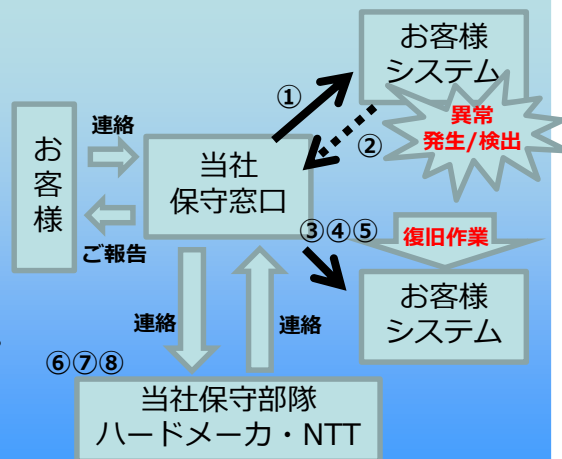 お客様
システム
①
異常
発生/検出
連絡
②
お客様
当社
保守窓口
③④⑤
復旧作業
ご報告
お客様
システム
連絡
連絡
⑥⑦⑧
当社保守部隊
ハードメーカ・NTT